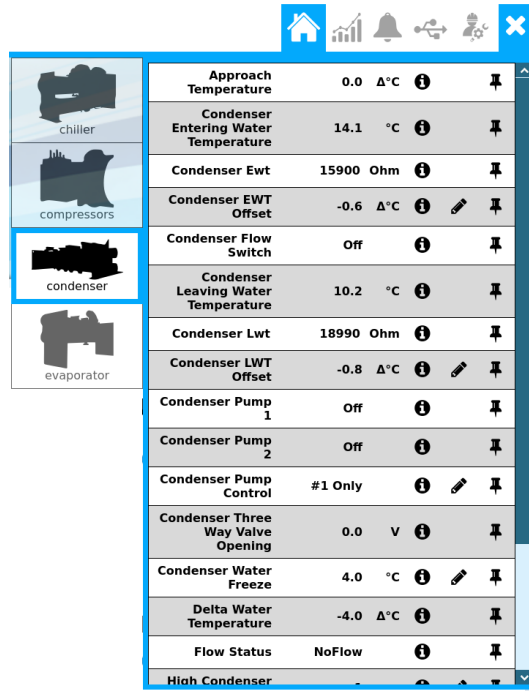 chiller
compressors
condenser
evaporator
Approach
Temperature 0.0 Δ°C
Condenser
Entering Water
Temperature 14.1 °C
Condenser Ewt 15900 Ohm
Condenser EWT
Offset -0.6 Δ°C
Condenser Flow
Switch Off
Condenser
Leaving Water
Temperature 10.2 °C
Condenser Lwt 18990 Ohm
Condenser LWT
Offset -0.8 Δ°C
Condenser Pump
1 Off
Condenser Pump
2 Off
Condenser Pump
Control #1 Only
Condenser Three
Way Valve
Opening 0.0 V
Condenser Water
Freeze 4.0 °C
Delta Water
Temperature -4.0 Δ°C
Flow Status NoFlow
High Condenser